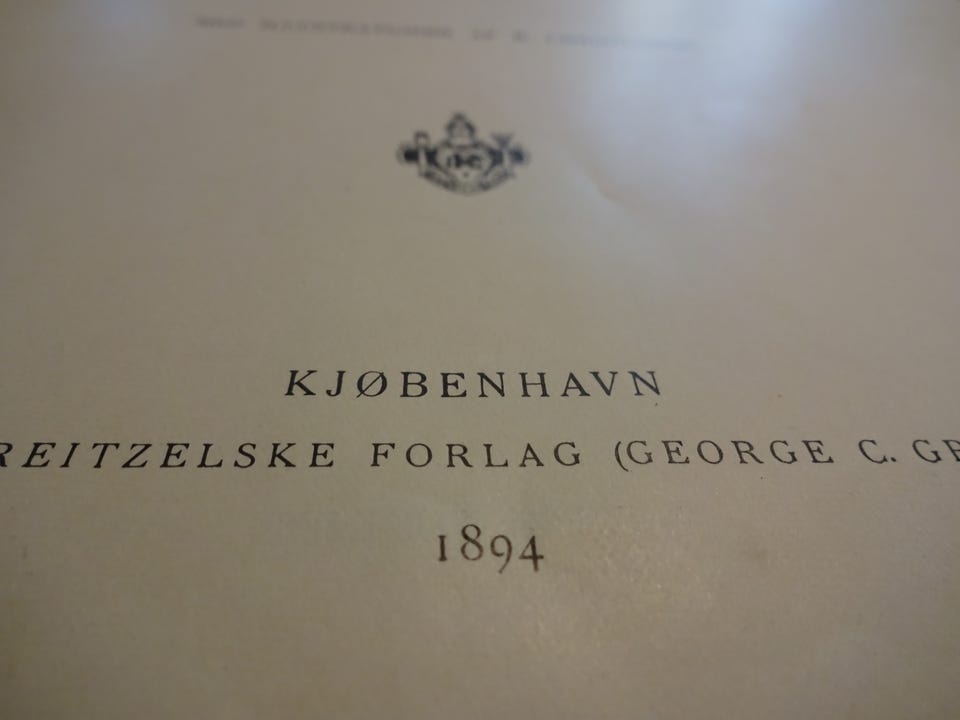 KJØBENHAVN
REITZELSKE FORLAG (GEORGE C. GR
1894